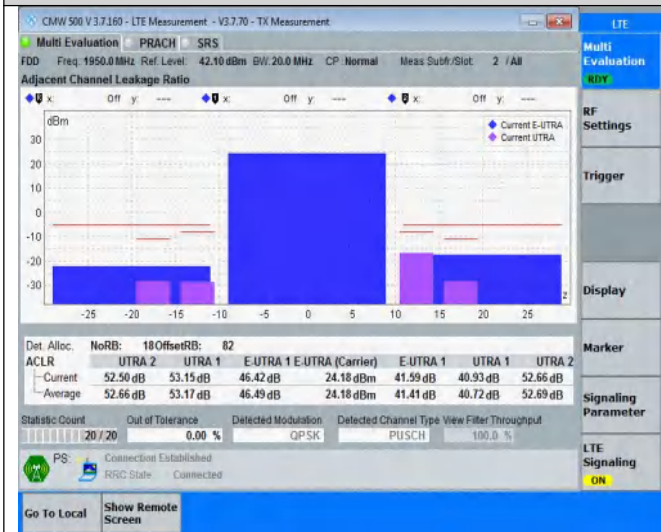 CMW 500 V 3.7.160 - LTE Measurement - V3.7.70 - TX Measurement
LTE
Multi Evaluation PRACH SRS
Multi Evaluation
RDY
FDD Freq: 1950.0 MHz Ref. Level: 42.10 dBm BW: 20.0 MHz CP: Normal Meas Subfr/Slot: 2 / All
Adjacent Channel Leakage Ratio
x: Off y: --- x: Off y: --- x: Off y: ---
dBm
Current E-UTRA
Current UTRA
30
20
10
0
-10
-20
-30
-25 -20 -15 -10 -5 0 5 10 15 20 25
RF Settings
Trigger
Display
Marker
Signaling Parameter
LTE Signaling
ON
Det. Alloc. NoRB: 18 OffsetRB: 82
ACLR UTRA 2 UTRA 1 E-UTRA 1 E-UTRA (Carrier) E-UTRA 1 UTRA 1 UTRA 2
Current 52.50 dB 53.15 dB 46.42 dB 24.18 dBm 41.59 dB 40.93 dB 52.66 dB
Average 52.66 dB 53.17 dB 46.49 dB 24.18 dBm 41.41 dB 40.72 dB 52.69 dB
Statistic Count Out of Tolerance Detected Modulation Detected Channel Type View Filter Throughput
20 / 20 0.00 % QPSK PUSCH 100.0 %
PS: Connection Established
RRC State Connected
Go To Local Show Remote Screen